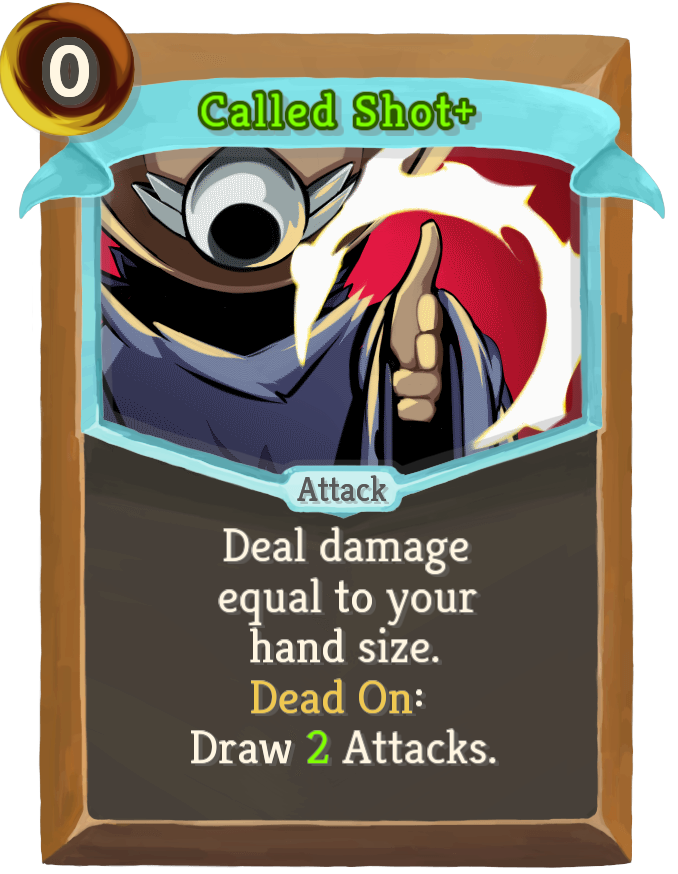 0
Called Shot+
Attack
Deal damage
equal to your
hand size.
Dead On:
Draw 2 Attacks.